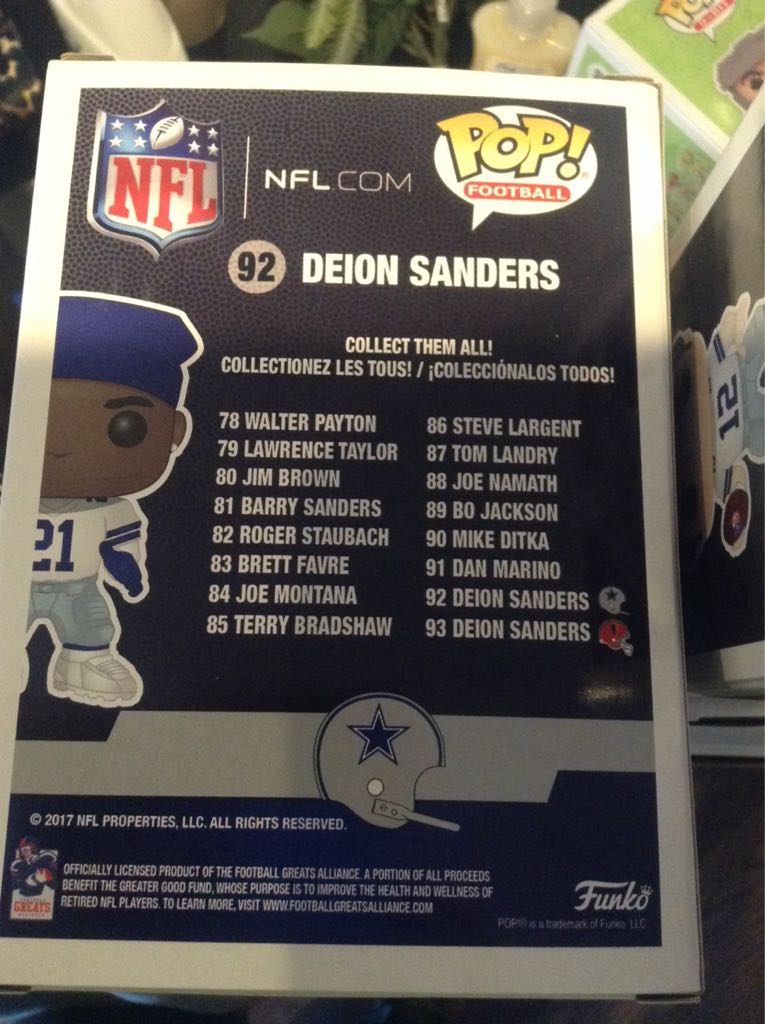 POP!
NFL
NFL.COM
POP!
FOOTBALL
92 DEION SANDERS
COLLECT THEM ALL!
COLLECTIONEZ LES TOUS! / ¡COLECCIÓNALOS TODOS!
78 WALTER PAYTON
79 LAWRENCE TAYLOR
80 JIM BROWN
81 BARRY SANDERS
82 ROGER STAUBACH
83 BRETT FAVRE
84 JOE MONTANA
85 TERRY BRADSHAW
86 STEVE LARGENT
87 TOM LANDRY
88 JOE NAMATH
89 BO JACKSON
90 MIKE DITKA
91 DAN MARINO
92 DEION SANDERS
93 DEION SANDERS
21
12
© 2017 NFL PROPERTIES, LLC. ALL RIGHTS RESERVED.
GREATS
OFFICIALLY LICENSED PRODUCT OF THE FOOTBALL GREATS ALLIANCE. A PORTION OF ALL PROCEEDS
BENEFIT THE GREATER GOOD FUND, WHOSE PURPOSE IS TO IMPROVE THE HEALTH AND WELLNESS OF
RETIRED NFL PLAYERS. TO LEARN MORE, VISIT WWW.FOOTBALLGREATSALLIANCE.COM
Funko
POP!® is a trademark of Funko LLC